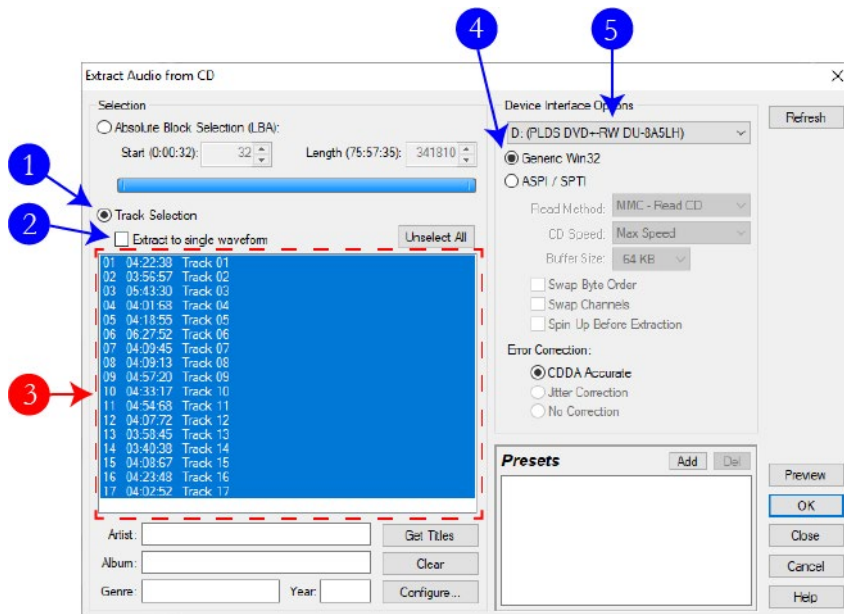 4
5
Extract Audio from CD
Selection
Absolute Block Selection (LBA):
Start (0:00:32):
32
Length (75:57:35):
341810
1
Track Selection
2
Extract to single waveform
Unselect All
01 04:22:38 Track 01
02 03:56:57 Track 02
03 05:43:30 Track 03
04 04:01:68 Track 04
05 04:18:55 Track 05
06 06:27:52 Track 06
07 04:09:45 Track 07
08 04:09:13 Track 08
09 04:57:20 Track 09
10 04:33:17 Track 10
11 04:54:68 Track 11
12 04:07:72 Track 12
13 03:58:45 Track 13
14 03:40:38 Track 14
15 04:08:67 Track 15
16 04:23:48 Track 16
17 04:02:52 Track 17
3
Artist:
Get Titles
Album:
Clear
Genre:
Year:
Configure...
Device Interface Options
D: (PLDS DVD+-RW DU-8A5LH)
Generic Win32
ASPI / SPTI
Read Method:
MMC - Read CD
CD Speed:
Max Speed
Buffer Size:
64 KB
Swap Byte Order
Swap Channels
Spin Up Before Extraction
Error Correction:
CDDA Accurate
Jitter Correction
No Correction
Presets
Add
Del
Refresh
Preview
OK
Close
Cancel
Help